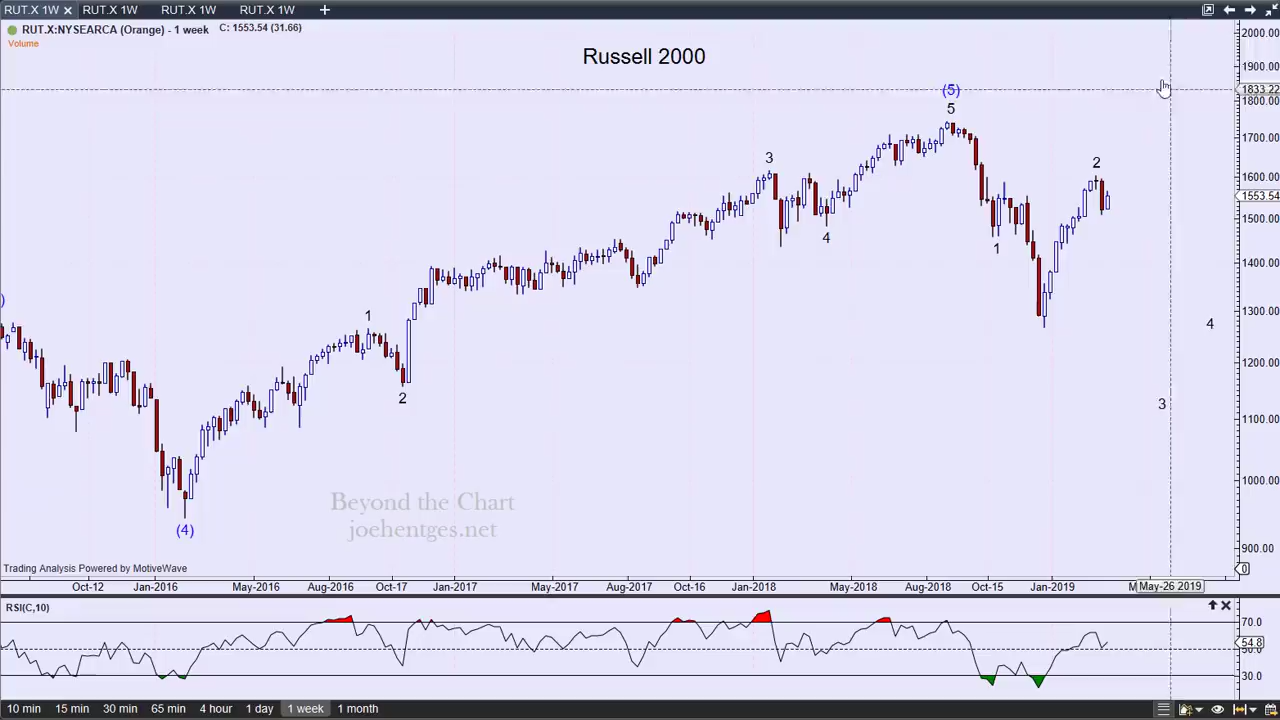 RUT.X 1W
RUT.X 1W
RUT.X 1W
RUT.X 1W
RUT.X:NYSEARCA (Orange) - 1 week C: 1553.54 (31.66)
Volume
Russell 2000
2000.00
1900.00
1833.22
1800.00
1700.00
1600.00
1553.54
1500.00
1400.00
1300.00
1200.00
1100.00
1000.00
900.00
0
(5)
5
3
2
4
1
)
1
4
2
3
(4)
Beyond the Chart
joehentges.net
Trading Analysis Powered by MotiveWave
Oct-12 Jan-2016 May-2016 Aug-2016 Oct-17 Jan-2017 May-2017 Aug-2017 Oct-16 Jan-2018 May-2018 Aug-2018 Oct-15 Jan-2019 May-26 2019
RSI(C,10)
70.0
54.8
50.0
30.0
10 min 15 min 30 min 65 min 4 hour 1 day 1 week 1 month